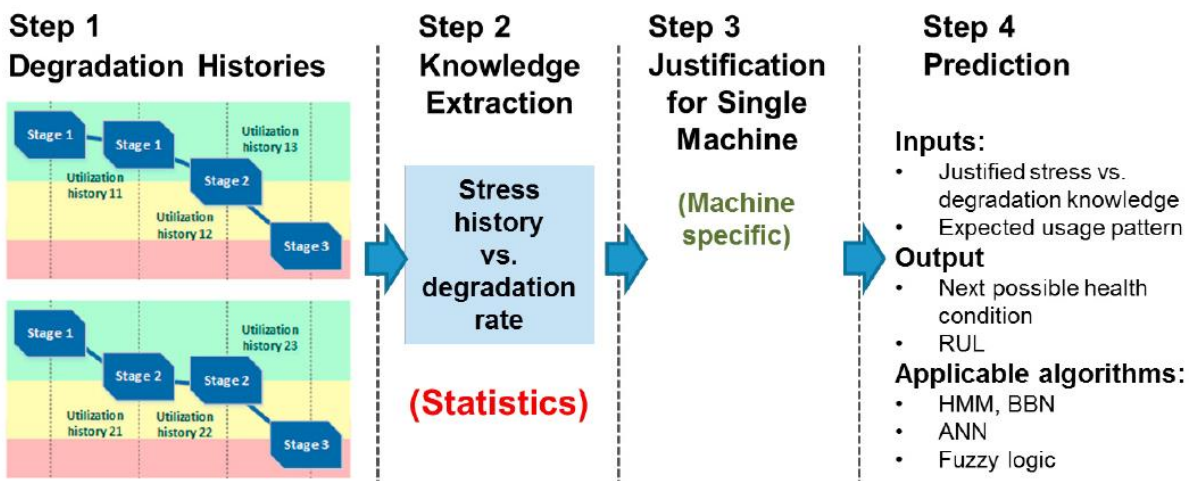 Step 1
Degradation Histories
Stage 1
Stage 1
Utilization
history 13
Stage 2
Utilization
history 11
Utilization
history 12
Stage 3
Stage 1
Utilization
history 23
Stage 2
Stage 2
Utilization
history 21
Utilization
history 22
Stage 3
Step 2
Knowledge
Extraction
Stress
history
vs.
degradation
rate
(Statistics)
Step 3
Justification
for Single
Machine
(Machine
specific)
Step 4
Prediction
Inputs:
• Justified stress vs.
degradation knowledge
• Expected usage pattern
Output
• Next possible health
condition
• RUL
Applicable algorithms:
• HMM, BBN
• ANN
• Fuzzy logic